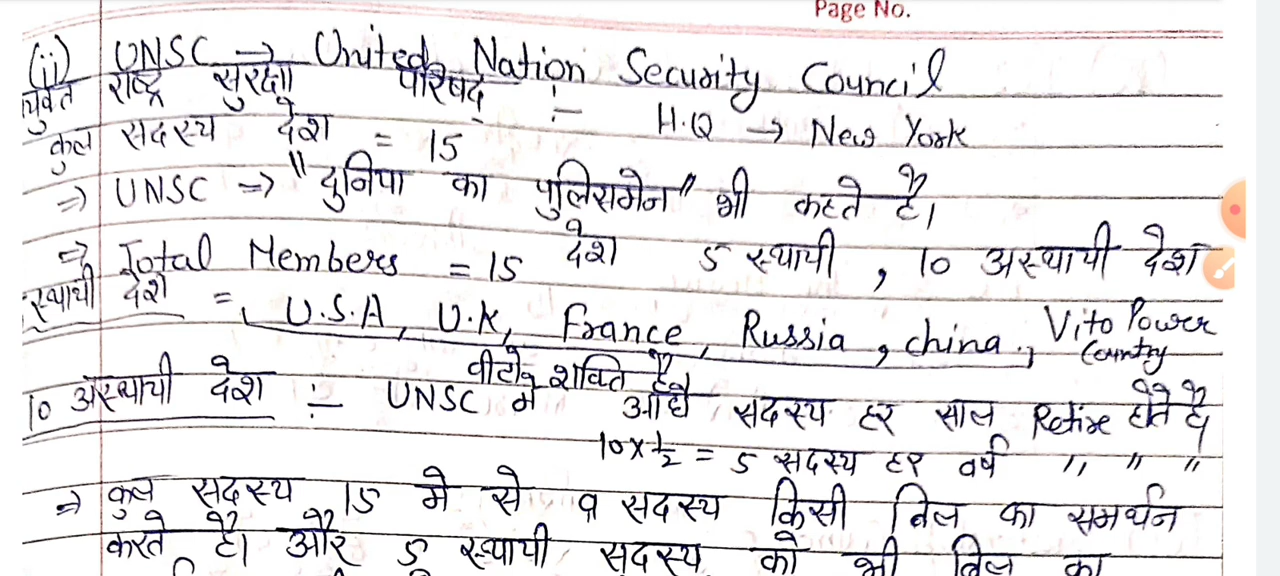 Page No.
(ii) UNSC ⇒ United Nation Security Council
राष्ट्र सुरक्षा परिषद :- H.Q → New York
कुल सदस्य देश = 15
⇒ UNSC ⇒ "दुनिया का पुलिसमेन" भी कहते है।
⇒ Total Members = 15 देश 5 स्थायी, 10 अस्थायी देश
स्थायी देश = U.S.A, U.K, France, Russia, china., Vito Power Country
वीटो शक्ति है
10 अस्थायी देश :- UNSC मे आधे सदस्य हर साल Retire होते है
10 x 1/2 = 5 सदस्य हर वर्ष " " "
⇒ कुल सदस्य 15 मे से 9 सदस्य किसी बिल का समर्थन
करते है। और 5 स्थायी सदस्य को भी बिल का